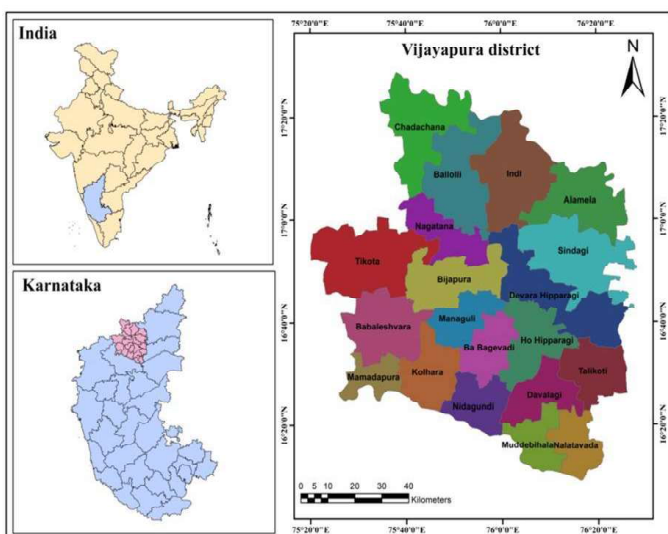 India
Karnataka
Vijayapura district
N
75°20'0"E 75°40'0"E 76°0'0"E 76°20'0"E
17°20'0"N
17°0'0"N
16°40'0"N
16°20'0"N
Chadachana
Ballolli
Indi
Alamela
Nagatana
Sindagi
Tikota
Bijapura
Devara Hipparagi
Managuli
Babaleshvara
Ba Bagevadi
Ho Hipparagi
Kolhara
Talikoti
Mamadapura
Davalagi
Nidagundi
Muddebihala
Nalatavada
0 5 10 20 30 40
Kilometers
75°20'0"E 75°40'0"E 76°0'0"E 76°20'0"E